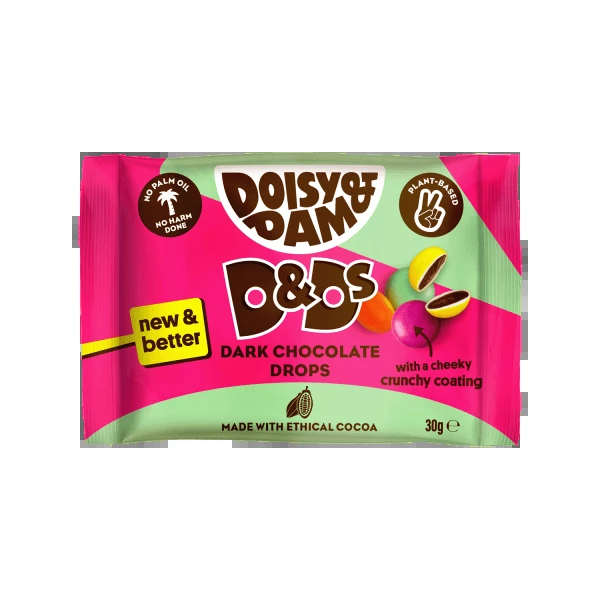 NO PALM OIL
NO HARM
DONE
DOISY&
DAM
PLANT-BASED
D&Ds
new &
better
DARK CHOCOLATE
DROPS
with a cheeky
crunchy coating
MADE WITH ETHICAL COCOA
30g ℮